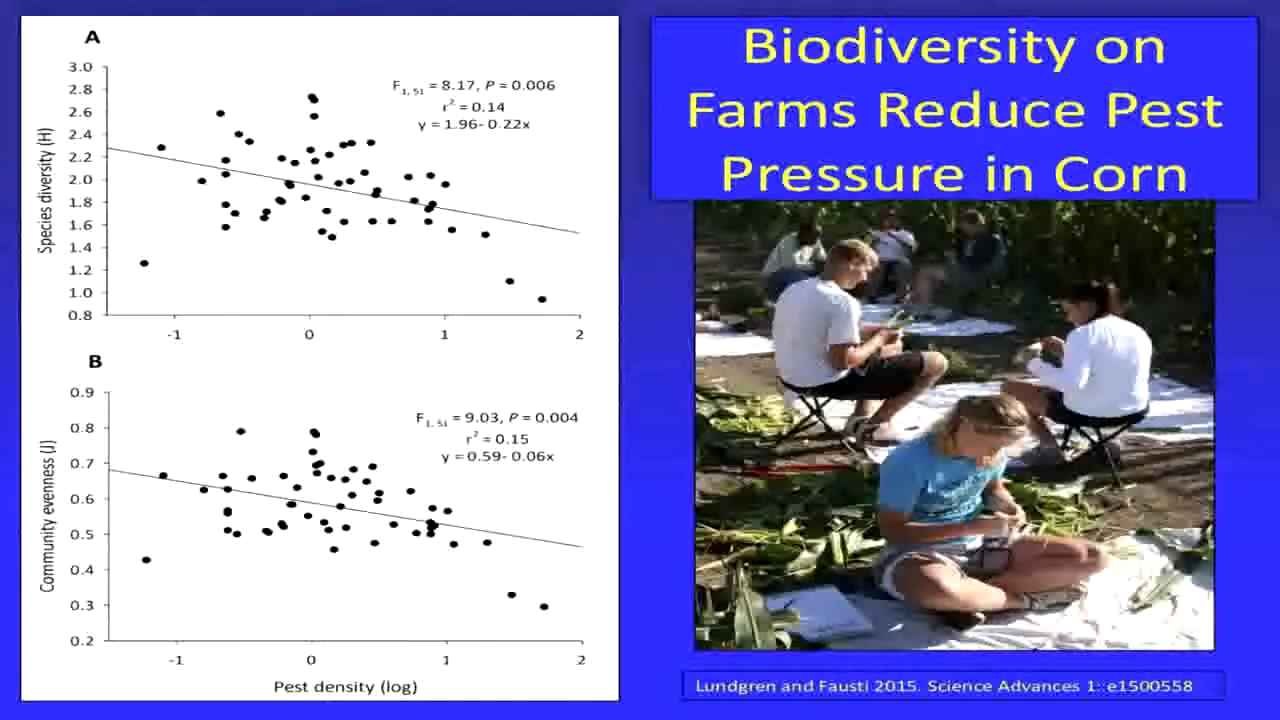 A
3.0
2.8
2.6
2.4
2.2
2.0
1.8
1.6
1.4
1.2
1.0
0.8
Species diversity (H)
F1, 51 = 8.17, P = 0.006
r² = 0.14
y = 1.96- 0.22x
-1 0 1 2
B
0.9
0.8
0.7
0.6
0.5
0.4
0.3
0.2
Community evenness (J)
F1, 51 = 9.03, P = 0.004
r² = 0.15
y = 0.59- 0.06x
-1 0 1 2
Pest density (log)
Biodiversity on
Farms Reduce Pest
Pressure in Corn
Lundgren and Fausti 2015. Science Advances 1::e1500558